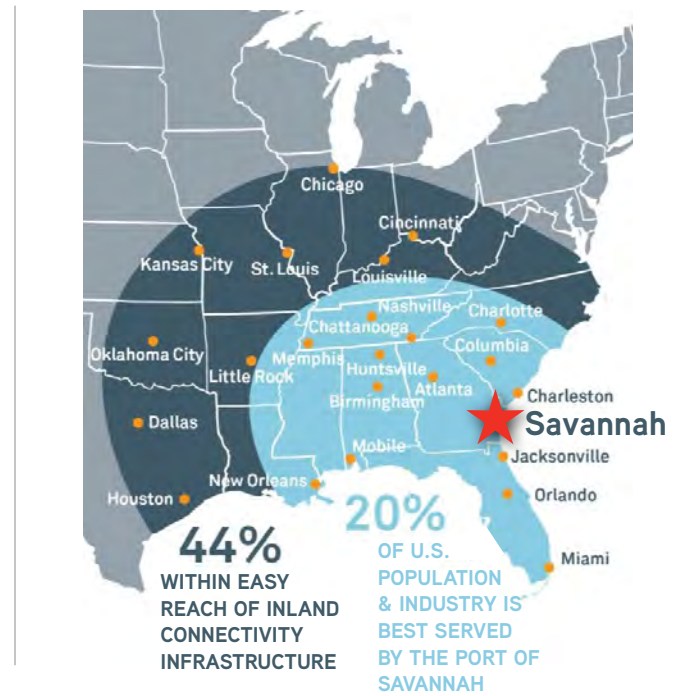 Chicago
Cincinnati
Kansas City
St. Louis
Louisville
Nashville
Charlotte
Chattanooga
Oklahoma City
Memphis
Columbia
Little Rock
Huntsville
Atlanta
Birmingham
Charleston
Savannah
Dallas
Mobile
Jacksonville
New Orleans
Houston
Orlando
Miami
44%
WITHIN EASY
REACH OF INLAND
CONNECTIVITY
INFRASTRUCTURE
20%
OF U.S.
POPULATION
& INDUSTRY IS
BEST SERVED
BY THE PORT OF
SAVANNAH